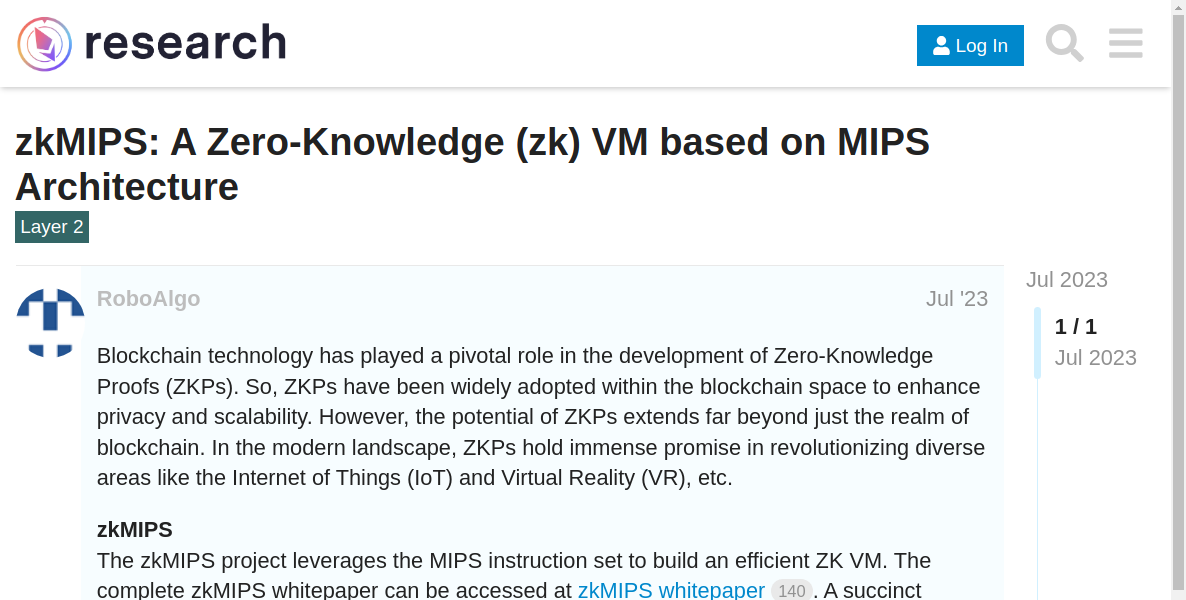 research
Log In
zkMIPS: A Zero-Knowledge (zk) VM based on MIPS
Architecture
Layer 2
RoboAlgo
Jul '23
Jul 2023
1 / 1
Jul 2023
Blockchain technology has played a pivotal role in the development of Zero-Knowledge
Proofs (ZKPs). So, ZKPs have been widely adopted within the blockchain space to enhance
privacy and scalability. However, the potential of ZKPs extends far beyond just the realm of
blockchain. In the modern landscape, ZKPs hold immense promise in revolutionizing diverse
areas like the Internet of Things (IoT) and Virtual Reality (VR), etc.
zkMIPS
The zkMIPS project leverages the MIPS instruction set to build an efficient ZK VM. The
complete zkMIPS whitepaper can be accessed at zkMIPS whitepaper 140 . A succinct